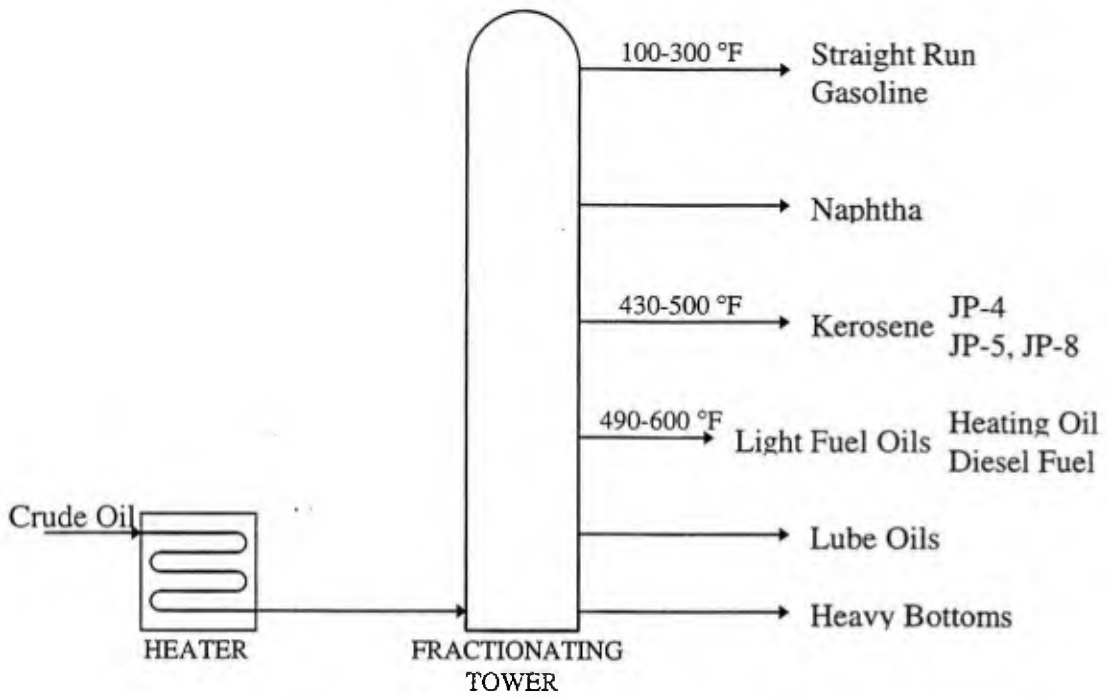 100-300 °F
Straight Run
Gasoline
Naphtha
430-500 °F
Kerosene
JP-4
JP-5, JP-8
490-600 °F
Light Fuel Oils
Heating Oil
Diesel Fuel
Crude Oil
Lube Oils
Heavy Bottoms
HEATER
FRACTIONATING
TOWER